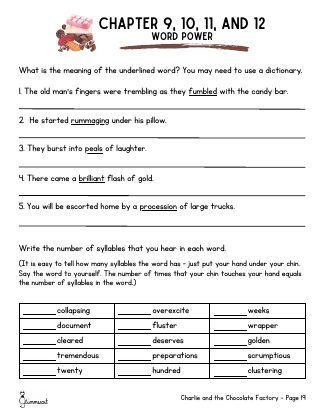 CHAPTER 9, 10, 11, AND 12
WORD POWER
What is the meaning of the underlined word? You may need to use a dictionary.
1. The old man's fingers were trembling as they fumbled with the candy bar.
2. He started rummaging under his pillow.
3. They burst into peals of laughter.
4. There came a brilliant flash of gold.
5. You will be escorted home by a procession of large trucks.
Write the number of syllables that you hear in each word.
(It is easy to tell how many syllables the word has - just put your hand under your chin.
Say the word to yourself. The number of times that your chin touches your hand equals
the number of syllables in the word.)
collapsing overexcite weeks
document fluster wrapper
cleared deserves golden
tremendous preparations scrumptious
twenty hundred clustering
Charlie and the Chocolate Factory - Page 19